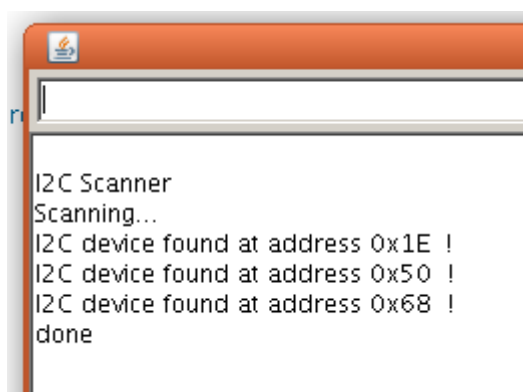 I2C Scanner
Scanning...
I2C device found at address 0x1E !
I2C device found at address 0x50 !
I2C device found at address 0x68 !
done